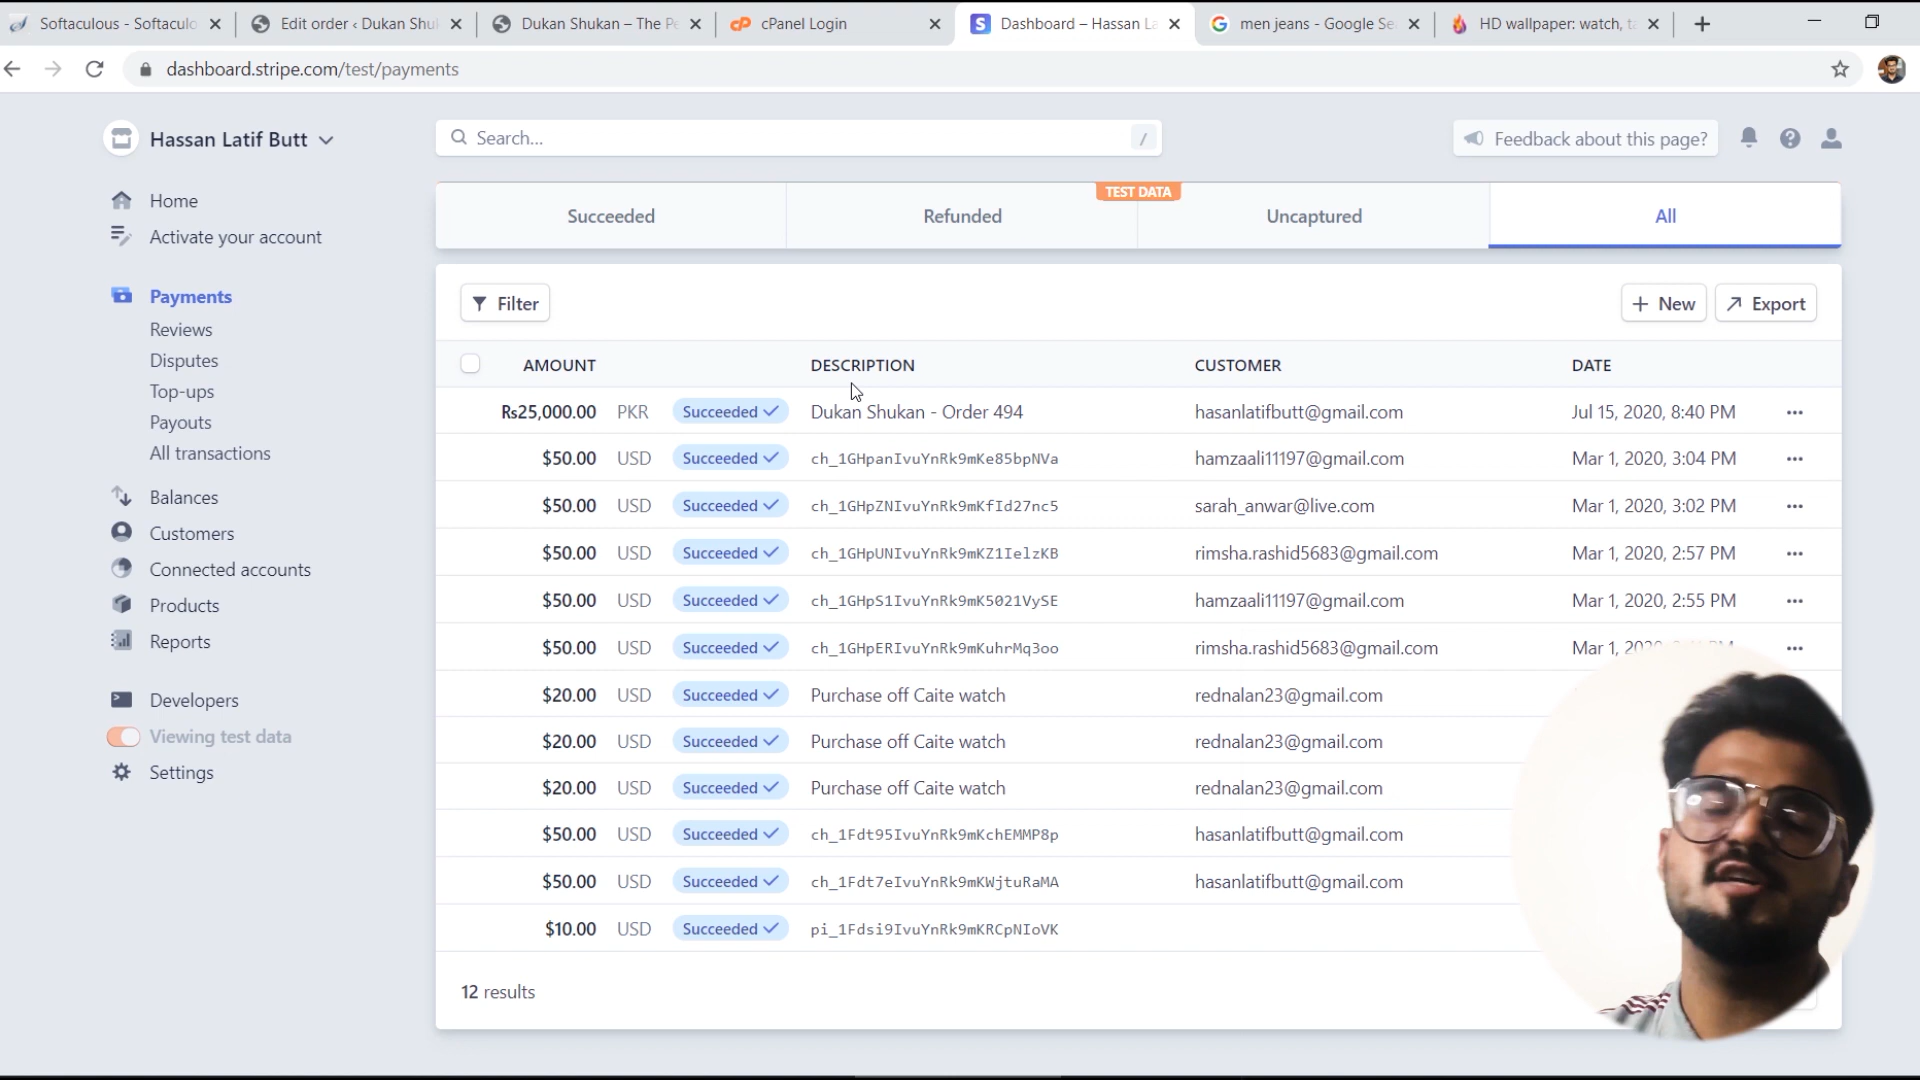 Softaculous - Softaculo
Edit order ‹ Dukan Shuk
Dukan Shukan – The Pe
cPanel Login
Dashboard – Hassan La
men jeans - Google Se
HD wallpaper: watch, ta
dashboard.stripe.com/test/payments
Hassan Latif Butt
Search...
/
Feedback about this page?
Home
Activate your account
Payments
Reviews
Disputes
Top-ups
Payouts
All transactions
Balances
Customers
Connected accounts
Products
Reports
Developers
Viewing test data
Settings
TEST DATA
Succeeded
Refunded
Uncaptured
All
Filter
New
Export
AMOUNT DESCRIPTION CUSTOMER DATE
Rs25,000.00 PKR Succeeded Dukan Shukan - Order 494 hasanlatifbutt@gmail.com Jul 15, 2020, 8:40 PM
$50.00 USD Succeeded ch_1GHpanIvuYnRk9mKe85bpNVa hamzaali11197@gmail.com Mar 1, 2020, 3:04 PM
$50.00 USD Succeeded ch_1GHpZNIvuYnRk9mKfId27nc5 sarah_anwar@live.com Mar 1, 2020, 3:02 PM
$50.00 USD Succeeded ch_1GHpUNIvuYnRk9mKZ1IelzKB rimsha.rashid5683@gmail.com Mar 1, 2020, 2:57 PM
$50.00 USD Succeeded ch_1GHpS1IvuYnRk9mK5021VySE hamzaali11197@gmail.com Mar 1, 2020, 2:55 PM
$50.00 USD Succeeded ch_1GHpERIvuYnRk9mKuhrMq3oo rimsha.rashid5683@gmail.com Mar 1,
$20.00 USD Succeeded Purchase off Caite watch rednalan23@gmail.com
$20.00 USD Succeeded Purchase off Caite watch rednalan23@gmail.com
$20.00 USD Succeeded Purchase off Caite watch rednalan23@gmail.com
$50.00 USD Succeeded ch_1Fdt95IvuYnRk9mKchEMMP8p hasanlatifbutt@gmail.com
$50.00 USD Succeeded ch_1Fdt7eIvuYnRk9mKWjtuRaMA hasanlatifbutt@gmail.com
$10.00 USD Succeeded pi_1Fdsi9IvuYnRk9mKRCpNIoVK
12 results